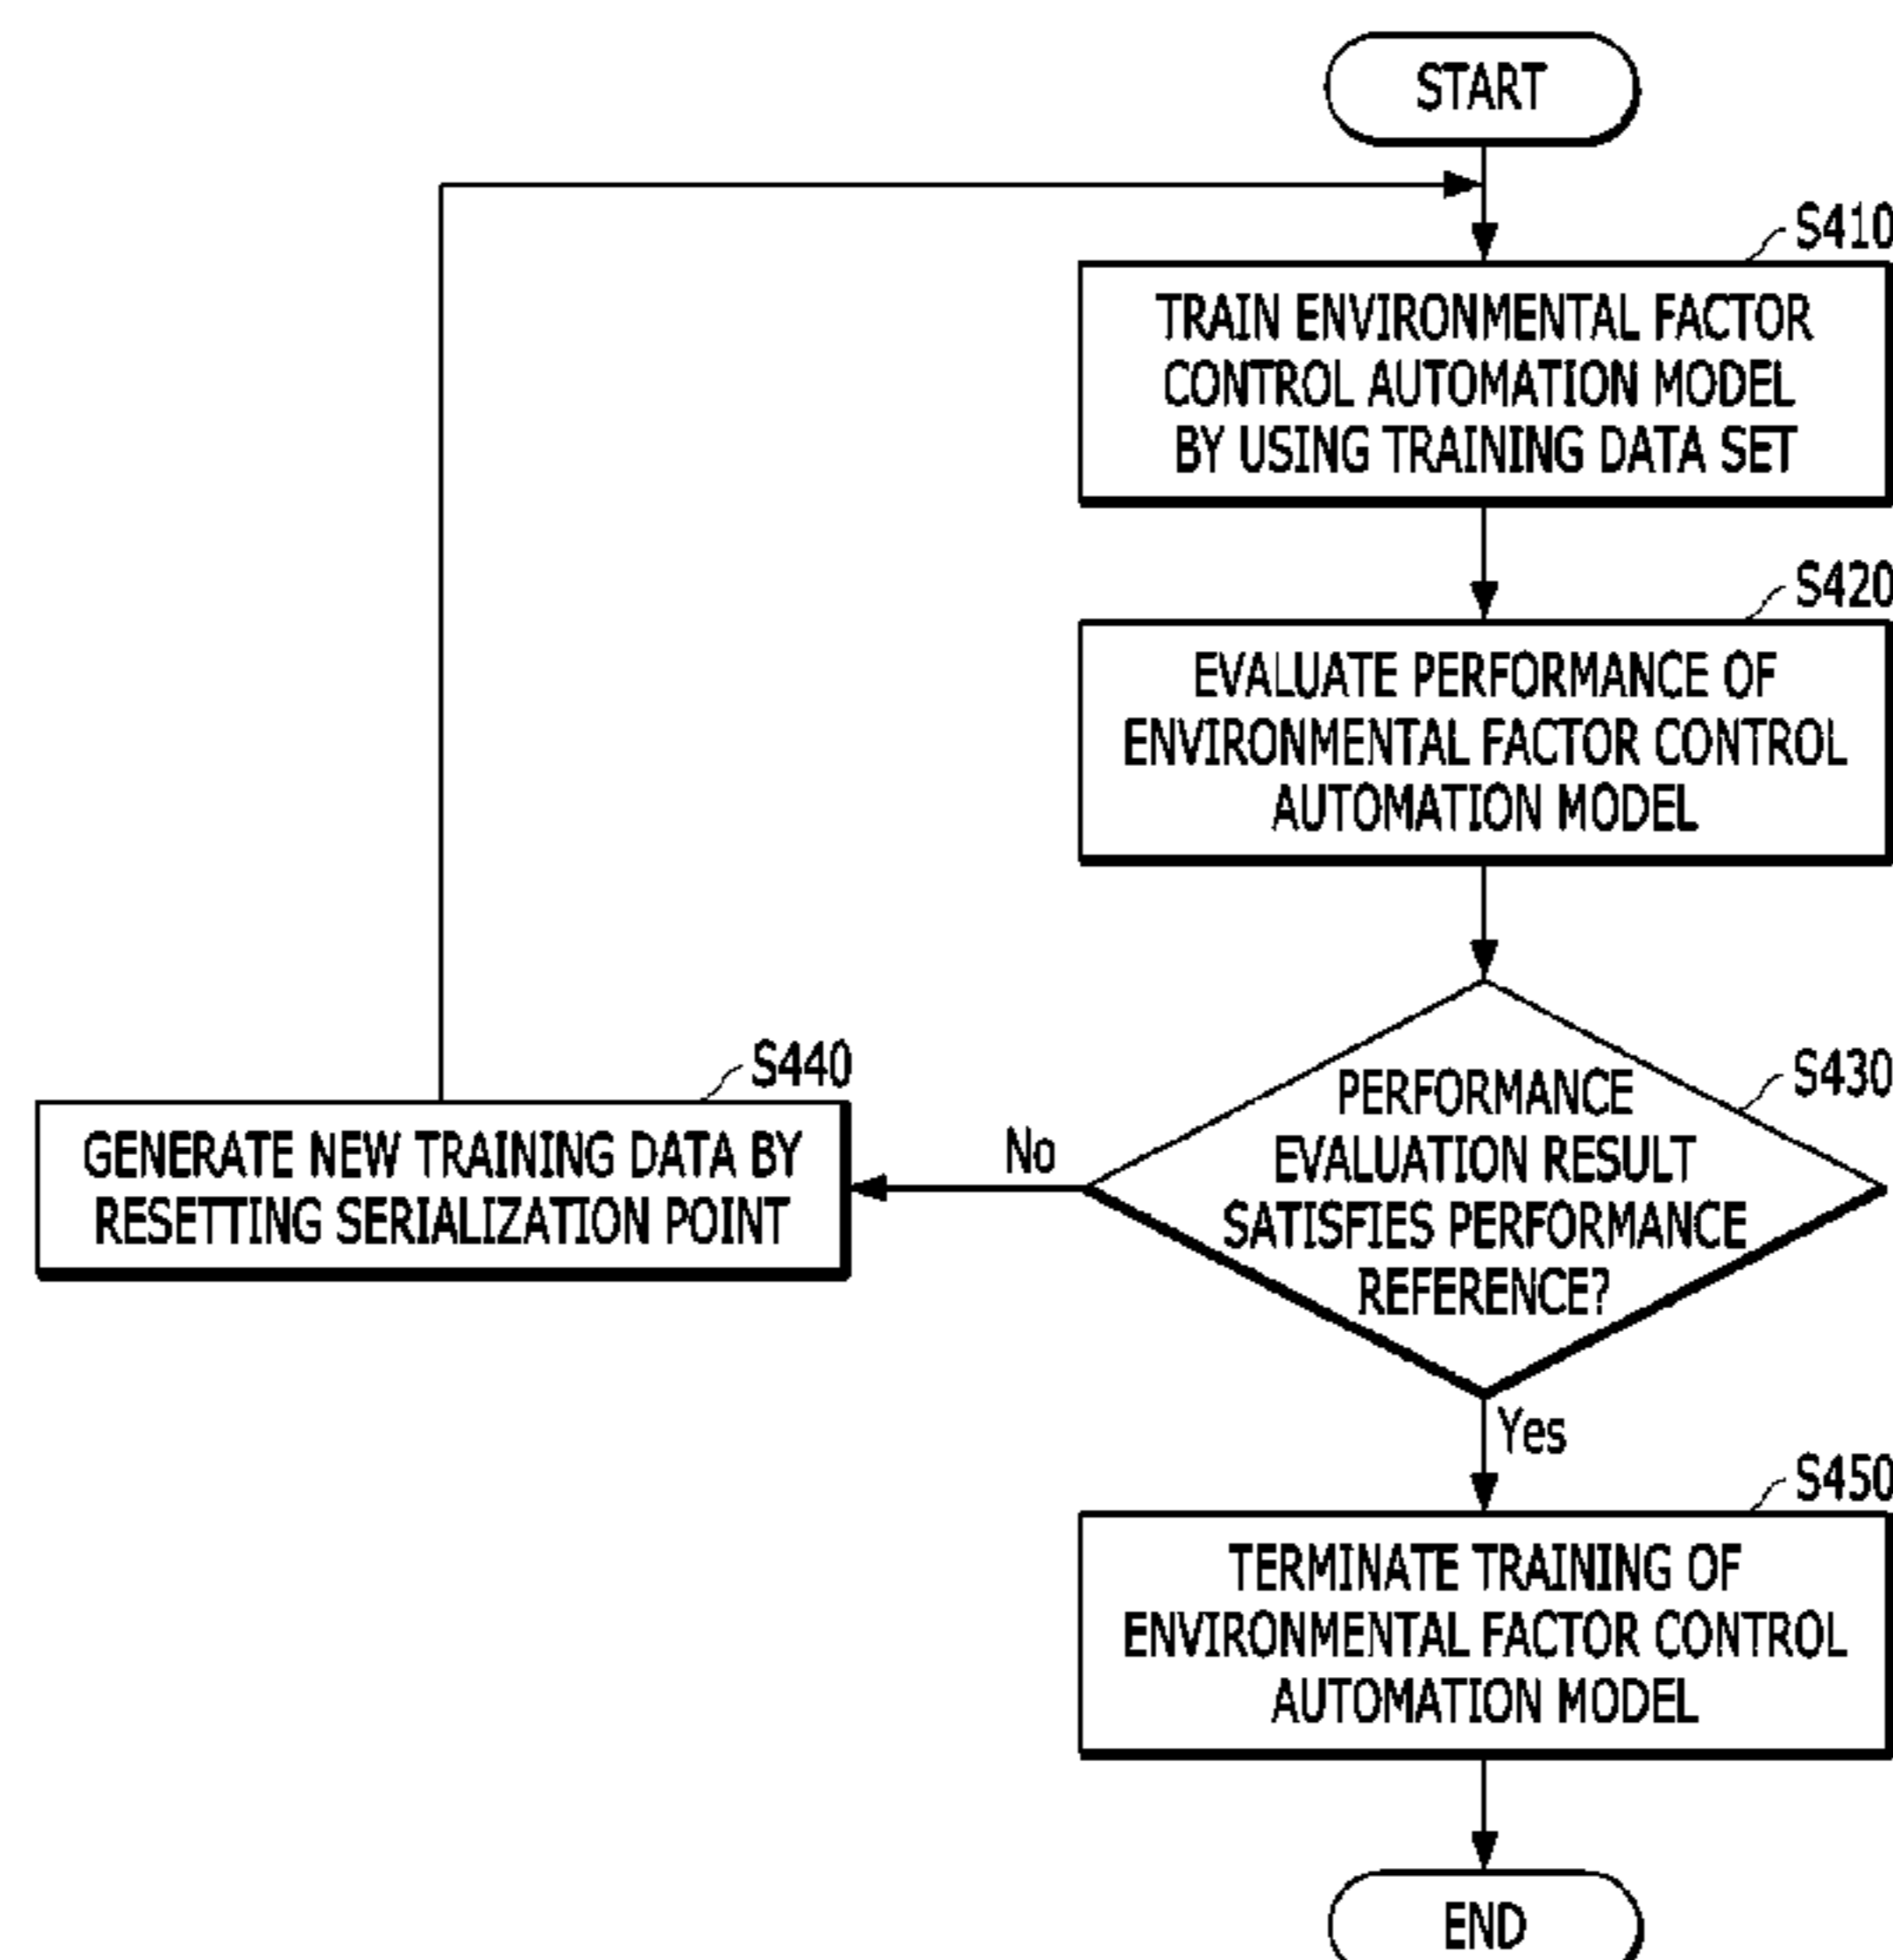 START
S410
TRAIN ENVIRONMENTAL FACTOR
CONTROL AUTOMATION MODEL
BY USING TRAINING DATA SET
S420
EVALUATE PERFORMANCE OF
ENVIRONMENTAL FACTOR CONTROL
AUTOMATION MODEL
S430
PERFORMANCE
EVALUATION RESULT
SATISFIES PERFORMANCE
REFERENCE?
No
S440
GENERATE NEW TRAINING DATA BY
RESETTING SERIALIZATION POINT
Yes
S450
TERMINATE TRAINING OF
ENVIRONMENTAL FACTOR CONTROL
AUTOMATION MODEL
END